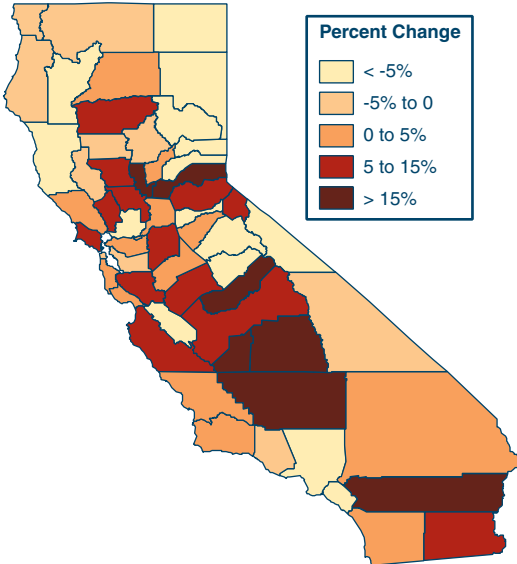 Percent Change
< -5%
-5% to 0
0 to 5%
5 to 15%
> 15%